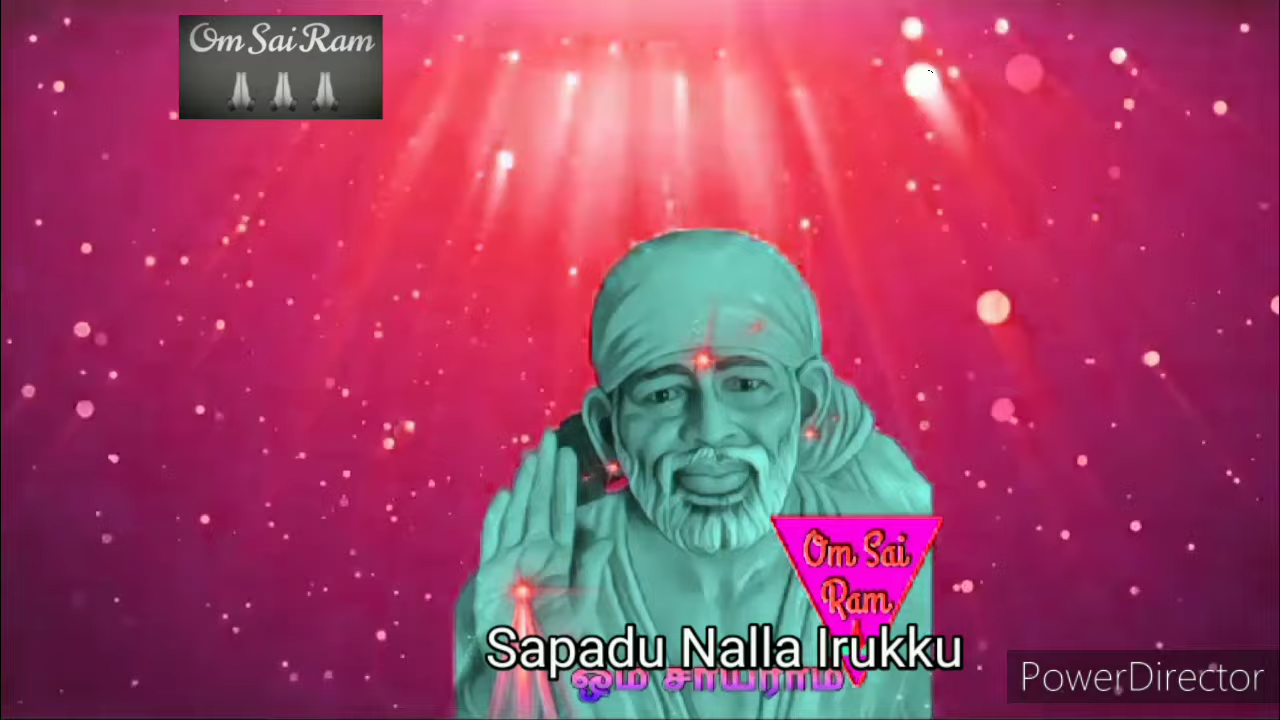 Om Sai Ram
🙏 🙏 🙏
Om Sai
Ram
Sapadu Nalla Irukku
ஓம் சாய்ராம்
PowerDirector